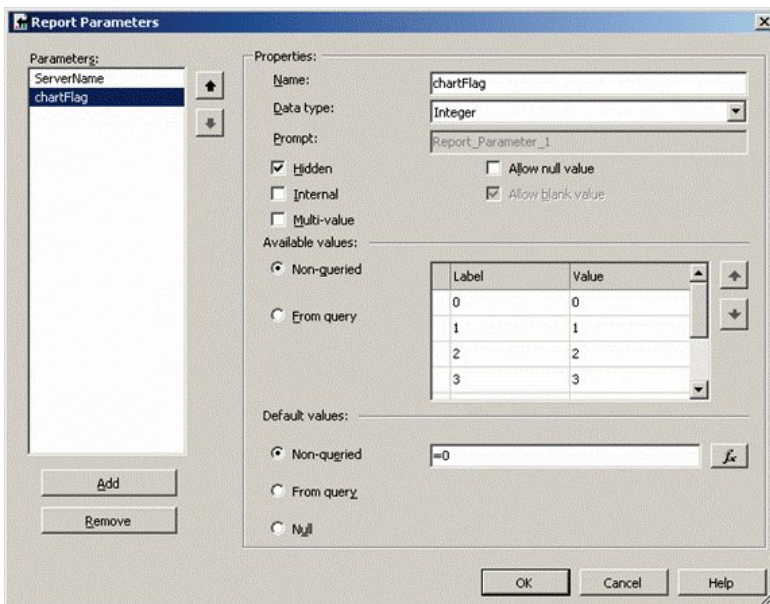 Report Parameters
Parameters:
ServerName
chartFlag
Properties:
Name:
chartFlag
Data type:
Integer
Prompt:
Report_Parameter_1
Hidden
Allow null value
Internal
Allow blank value
Multi-value
Available values:
Non-queried
From query
Label Value
0 0
1 1
2 2
3 3
Default values:
Non-queried
=0
fx
From query
Null
Add
Remove
OK
Cancel
Help